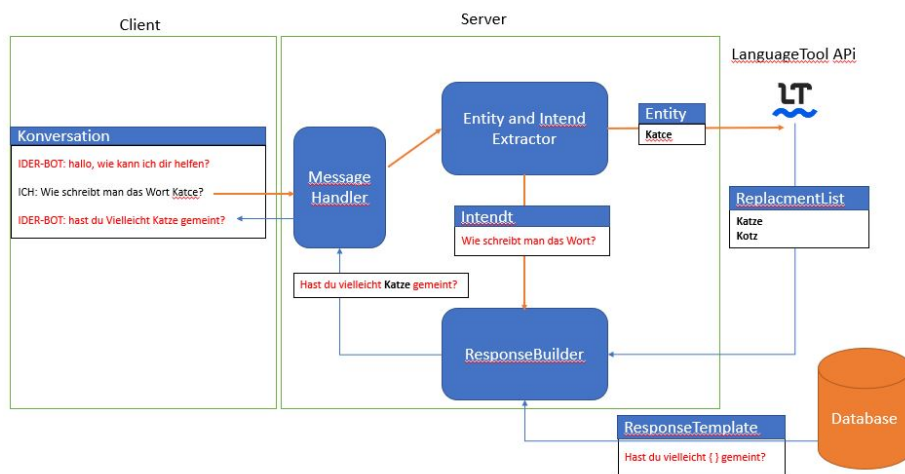 Client
Server
LanguageTool APi
LT
Konversation
IDER-BOT: hallo, wie kann ich dir helfen?
ICH: Wie schreibt man das Wort Katce?
IDER-BOT: hast du Vielleicht Katze gemeint?
Message
Handler
Entity and Intend
Extractor
Entity
Katce
Intendt
Wie schreibt man das Wort?
ReplacmentList
Katze
Kotz
Hast du vielleicht Katze gemeint?
ResponseBuilder
Database
ResponseTemplate
Hast du vielleicht { } gemeint?